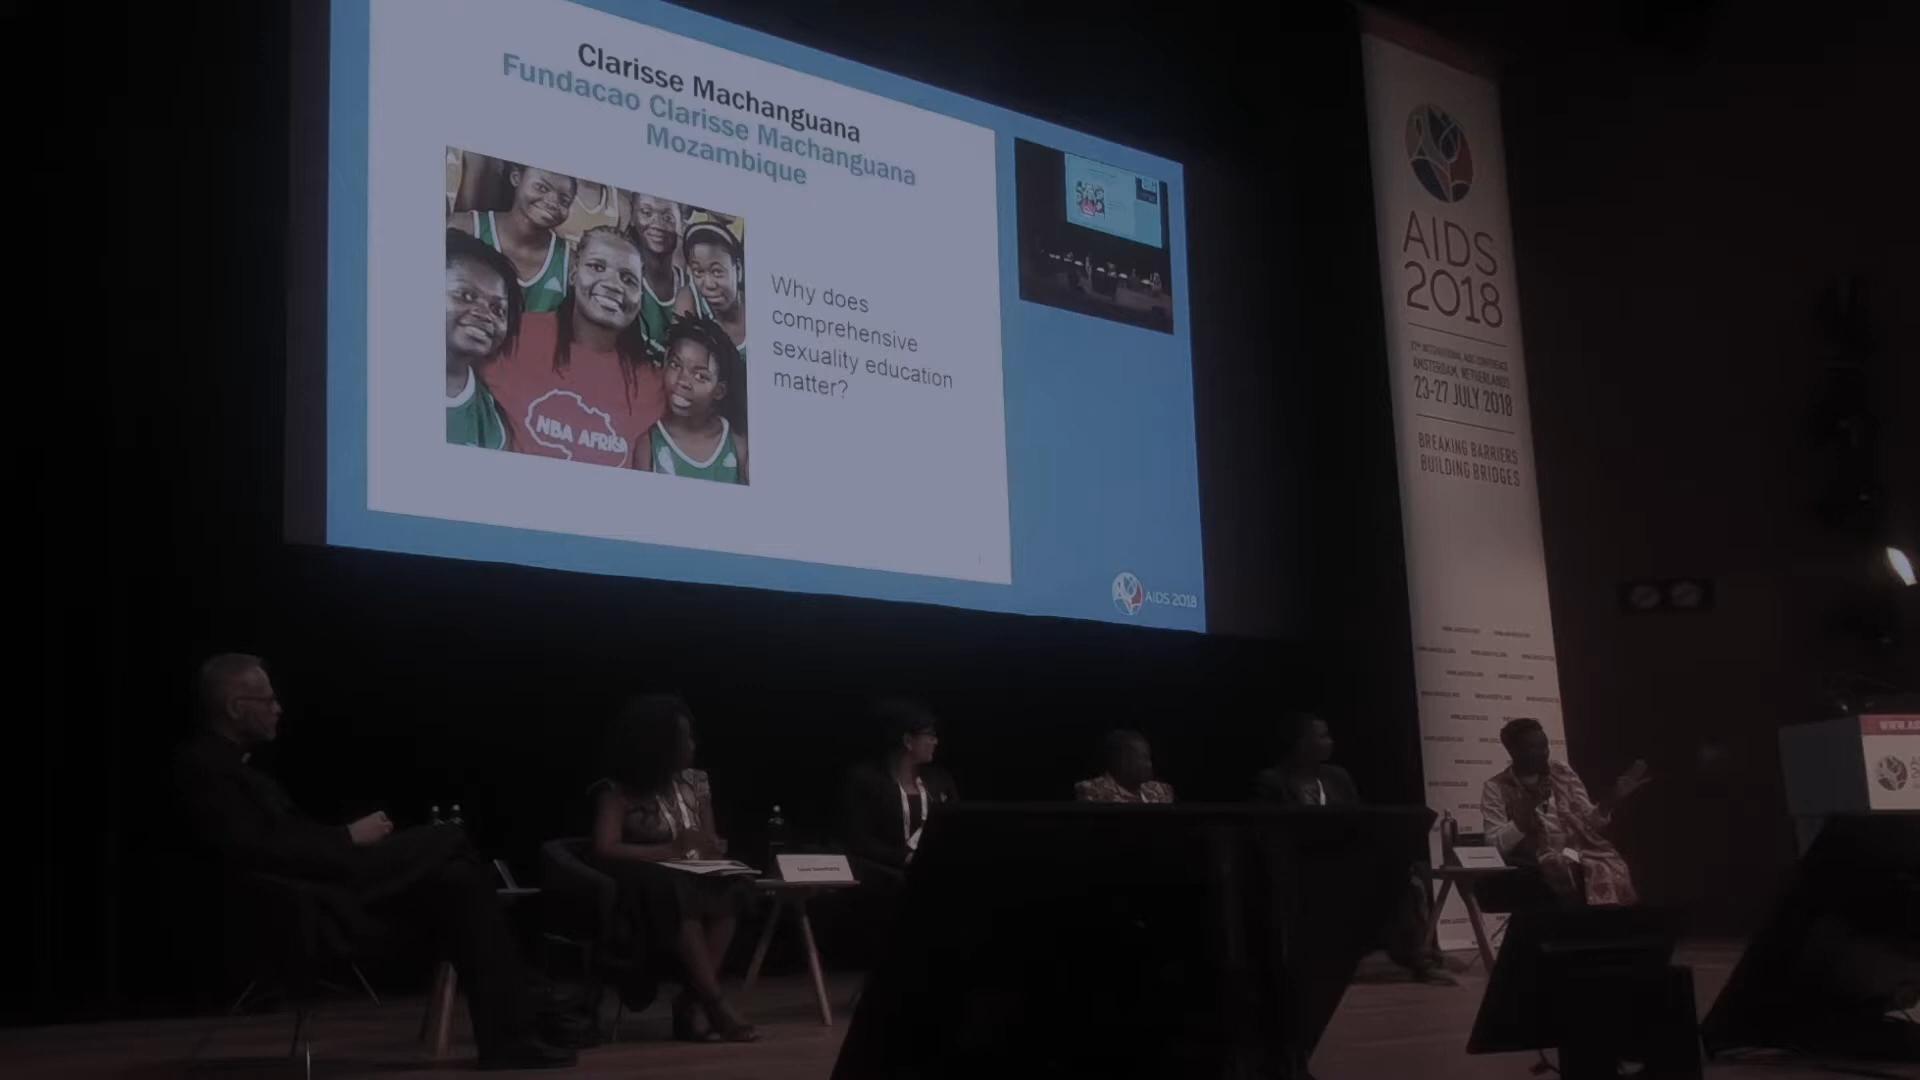 Clarisse Machanguana
Fundacao Clarisse Machanguana
Mozambique
Why does
comprehensive
sexuality education
matter?
NBA AFRICA
AIDS 2018
AIDS
2018
AMSTERDAM, NETHERLANDS
23-27 JULY 2018
BREAKING BARRIERS
BUILDING BRIDGES